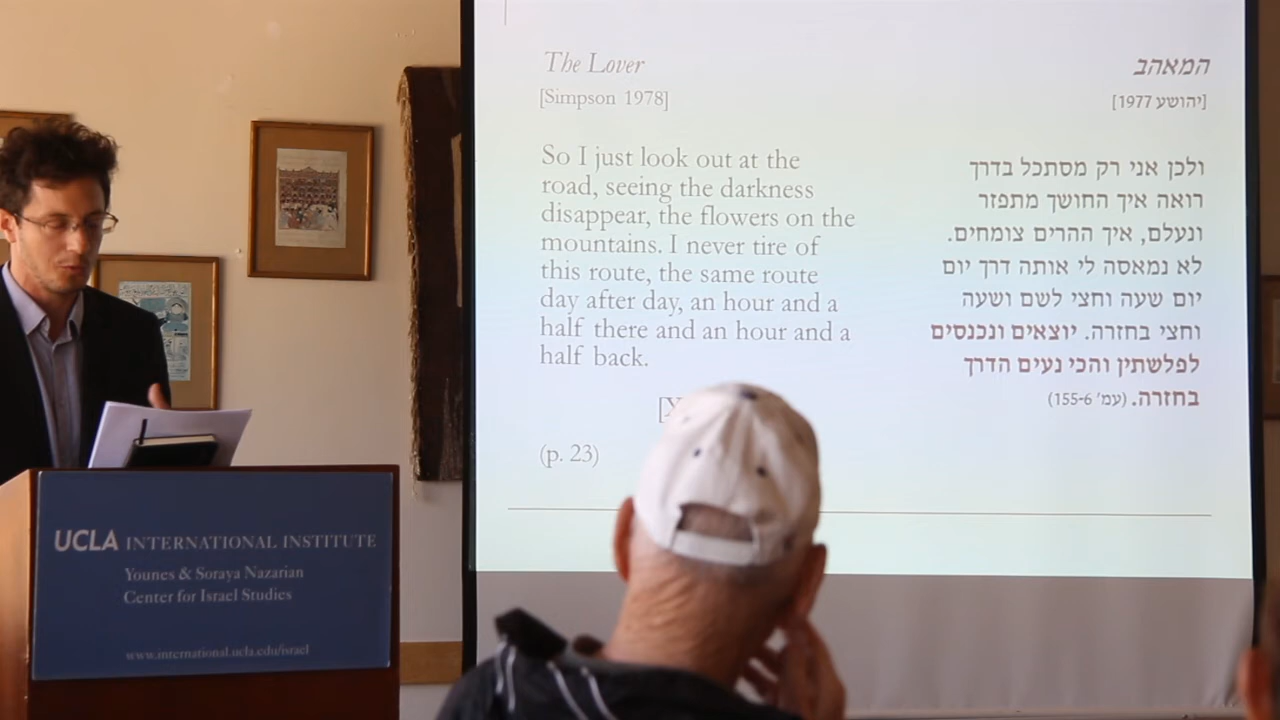 The Lover
[Simpson 1978]
So I just look out at the
road, seeing the darkness
disappear, the flowers on the
mountains. I never tire of
this route, the same route
day after day, an hour and a
half there and an hour and a
half back.
(p. 23)
המאהב
[יהושע 1977]
ולכן אני רק מסתכל בדרך
רואה איך החושך מתפזר
ונעלם, איך ההרים צומחים.
לא נמאסה לי אותה דרך יום
יום שעה וחצי לשם ושעה
וחצי בחזרה. יוצאים ונכנסים
לפלשתין והכי נעים הדרך
בחזרה. (עמ' 155-6)
UCLA INTERNATIONAL INSTITUTE
Younes & Soraya Nazarian
Center for Israel Studies
www.international.ucla.edu/israel